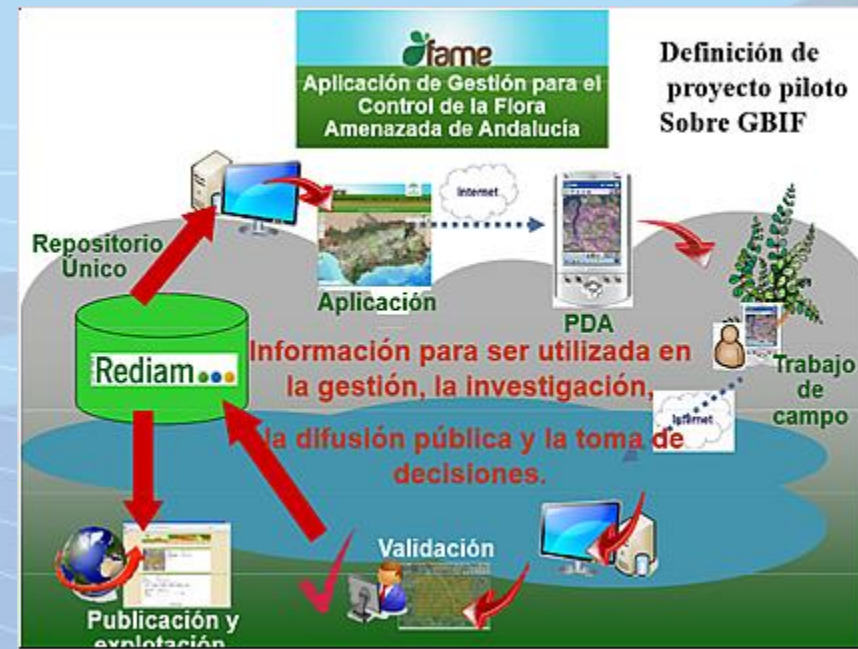 fame
Aplicación de Gestión para el
Control de la Flora
Amenazada de Andalucía
Definición de
proyecto piloto
Sobre GBIF
Internet
Repositorio
Único
Aplicación
PDA
Rediam
Información para ser utilizada en
la gestión, la investigación,
la difusión pública y la toma de
decisiones.
Trabajo
de
campo
Internet
Validación
Publicación y
explotación